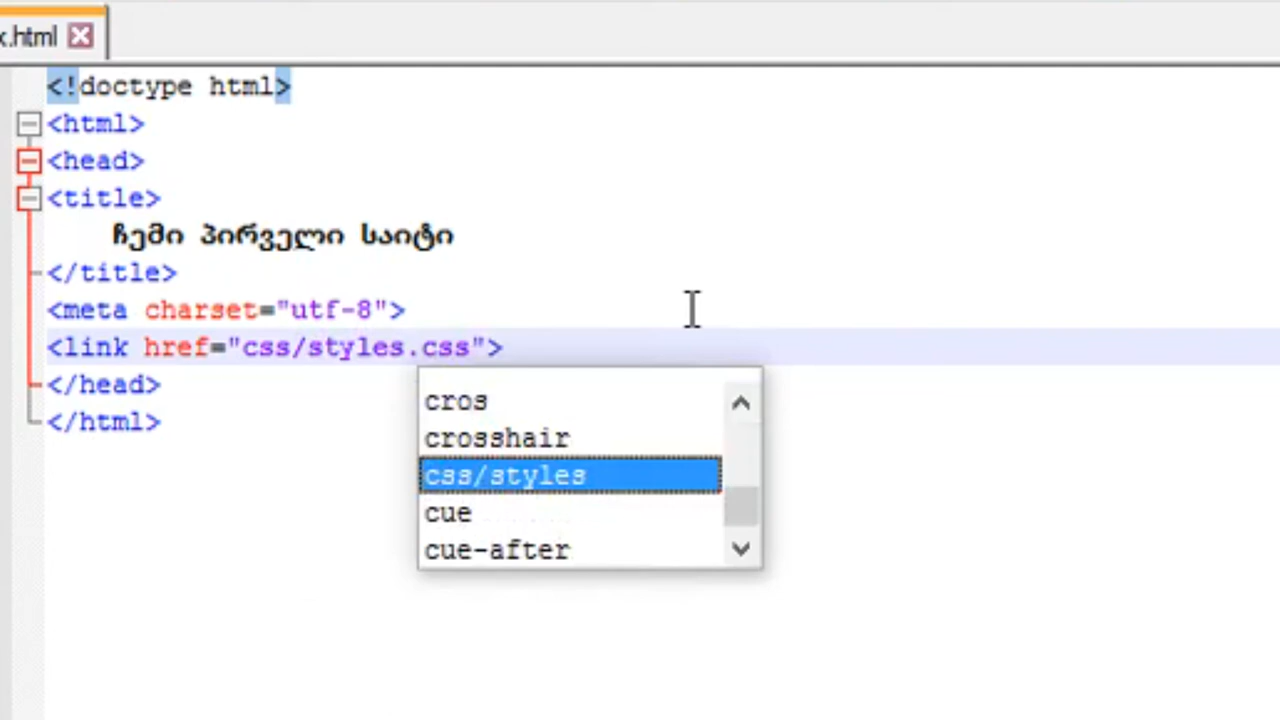 x.html
<!doctype html>
<html>
<head>
<title>
ჩემი პირველი საიტი
</title>
<meta charset="utf-8">
<link href="css/styles.css">
</head>
</html>
cros
crosshair
css/styles
cue
cue-after